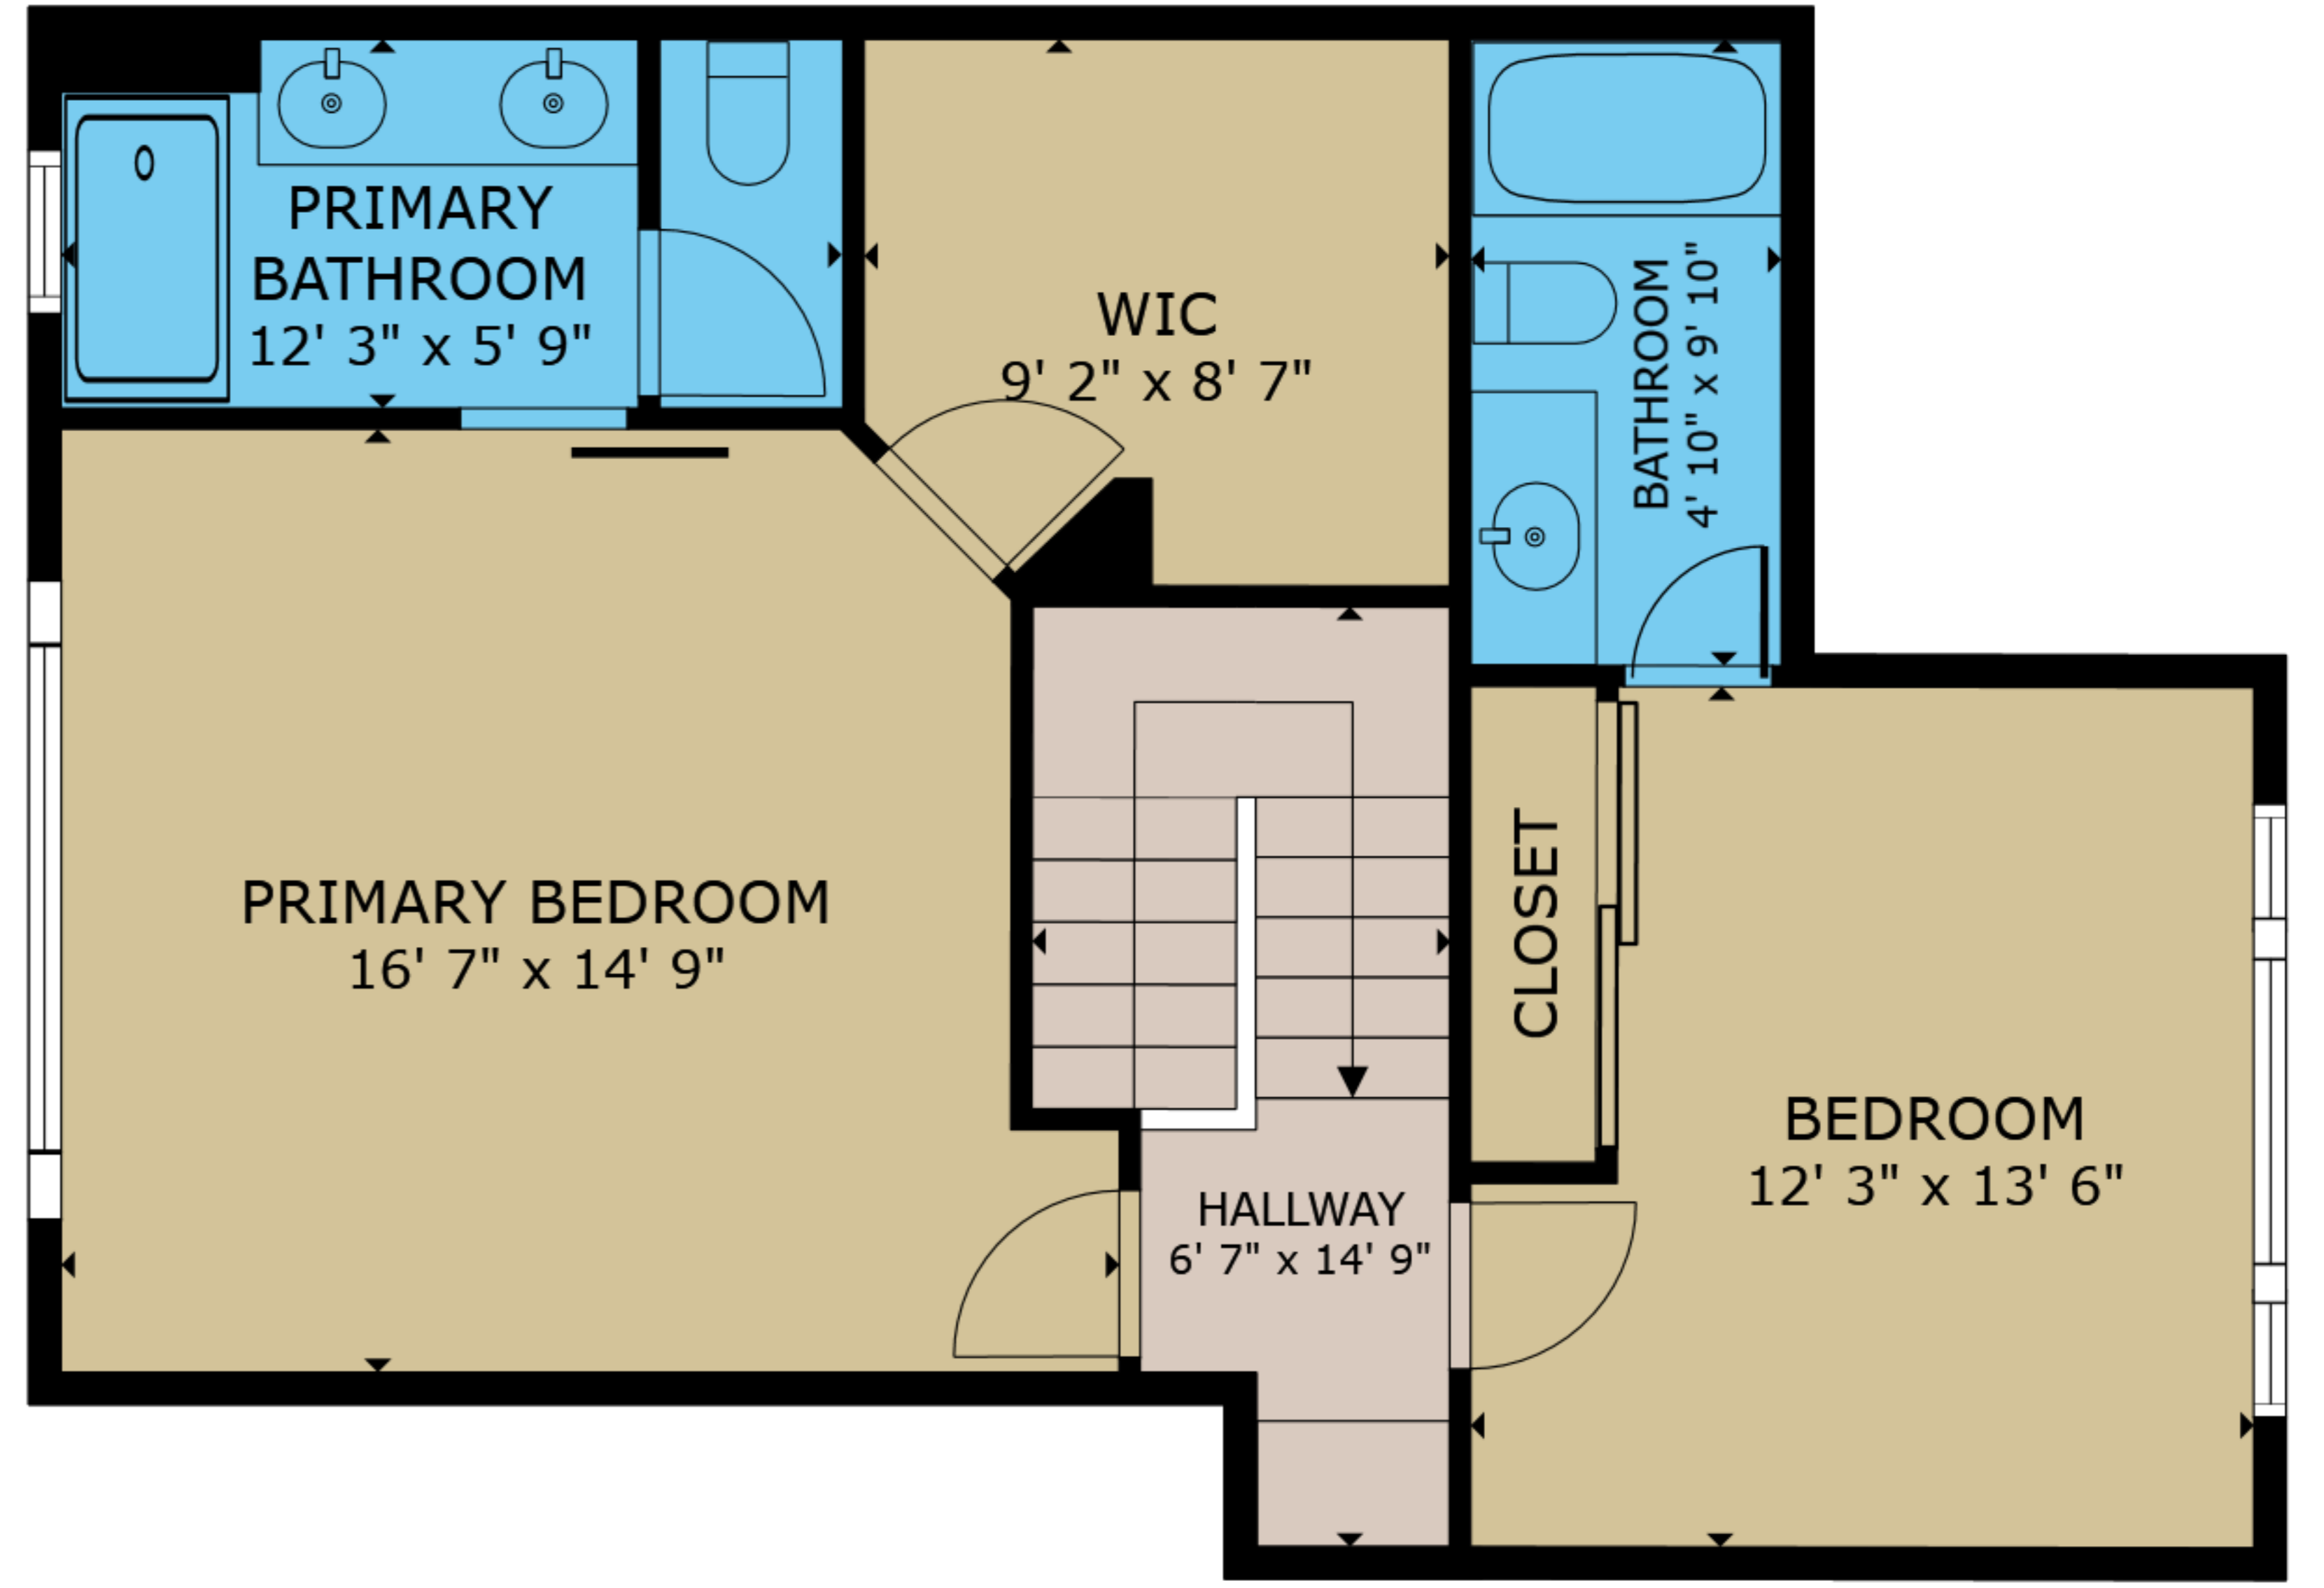 PRIMARY
BATHROOM
12' 3" x 5' 9"
WIC
9' 2" x 8' 7"
BATHROOM
4' 10" x 9' 10"
PRIMARY BEDROOM
16' 7" x 14' 9"
CLOSET
BEDROOM
12' 3" x 13' 6"
HALLWAY
6' 7" x 14' 9"